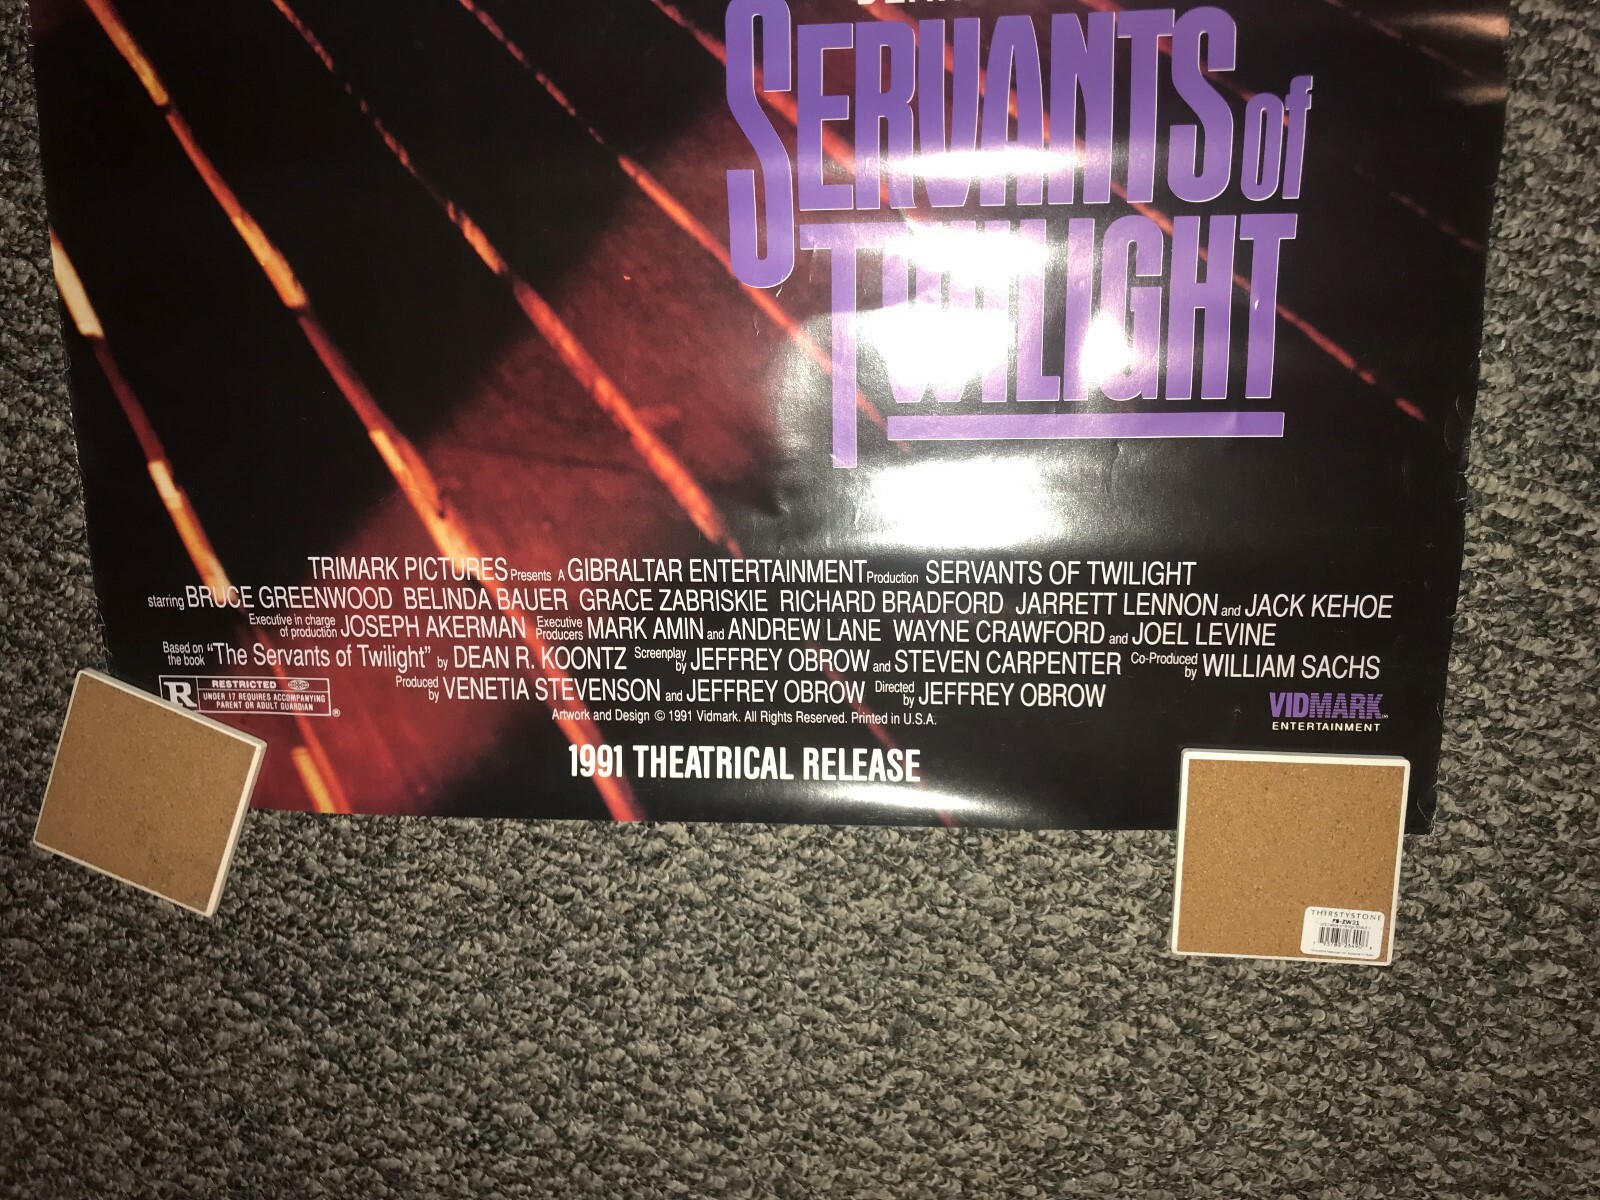 SERVANTS of
TWILIGHT
TRIMARK PICTURES Presents A GIBRALTAR ENTERTAINMENT Production SERVANTS OF TWILIGHT
starring BRUCE GREENWOOD BELINDA BAUER GRACE ZABRISKIE RICHARD BRADFORD JARRETT LENNON and JACK KEHOE
Executive in charge of production JOSEPH AKERMAN Executive Producers MARK AMIN and ANDREW LANE WAYNE CRAWFORD and JOEL LEVINE
Based on the book "The Servants of Twilight" by DEAN R. KOONTZ Screenplay by JEFFREY OBROW and STEVEN CARPENTER Co-Produced by WILLIAM SACHS
Produced by VENETIA STEVENSON and JEFFREY OBROW Directed by JEFFREY OBROW
R RESTRICTED ®
UNDER 17 REQUIRES ACCOMPANYING
PARENT OR ADULT GUARDIAN
Artwork and Design © 1991 Vidmark. All Rights Reserved. Printed in U.S.A.
VIDMARK
ENTERTAINMENT
1991 THEATRICAL RELEASE
THIRSTYSTONE